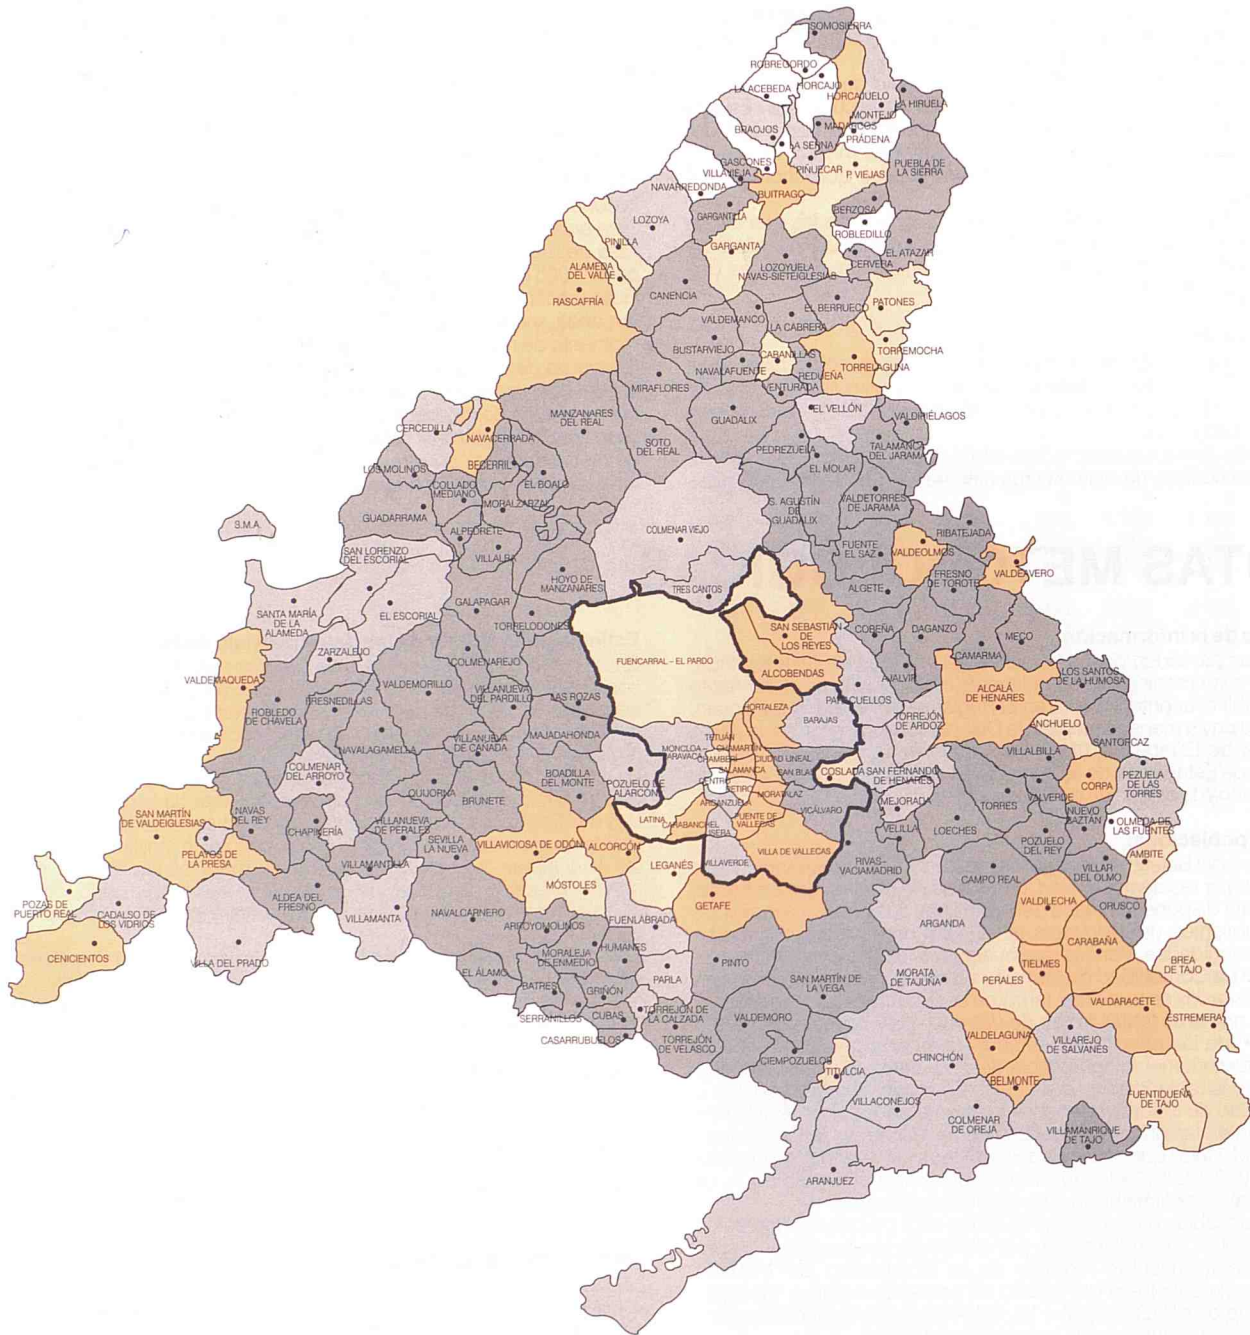 SOMOSIERRA
ROBREGORDO
HORCAJO
LA ACEBEDA
HORCAJUELO
MONTEJO
LA HIRUELA
MADARCOS
PRÁDENA
BRAOJOS
LA SERNA
GASCONES
PIÑUÉCAR
P. VIEJAS
PUEBLA DE
LA SIERRA
VILLAVIEJA
BUITRAGO
NAVARREDONDA
BERZOSA
LOZOYA
GARGANTILLA
ROBLEDILLO
PINILLA
GARGANTA
EL ATAZAR
CERVERA
ALAMEDA
DEL VALLE
LOZOYUELA
NAVAS-SIETEIGLESIAS
RASCAFRÍA
CANENCIA
EL BERRUECO
PATONES
VALDEMANCO
LA CABRERA
BUSTARVIEJO
CABANILLAS
TORREMOCHA
TORRELAGUNA
NAVALAFUENTE
REDUEÑA
MIRAFLORES
VENTURADA
MANZANARES
DEL REAL
GUADALIX
EL VELLÓN
CERCEDILLA
NAVACERRADA
SOTO
DEL REAL
PEDREZUELA
TALAMANCA
DEL JARAMA
LOS MOLINOS
BECERRIL
EL MOLAR
COLLADO
MEDIANO
EL BOALO
MORALZARZAL
S. AGUSTÍN
DE
GUADALIX
VALDETORRES
DE JARAMA
GUADARRAMA
S.M.A.
ALPEDRETE
COLMENAR VIEJO
RIBATEJADA
SAN LORENZO
DEL ESCORIAL
VILLALBA
FUENTE
EL SAZ
VALDEOLMOS
HOYO DE
MANZANARES
FRESNO
DE TOROTE
VALDEAVERO
TRES CANTOS
ALGETE
SANTA MARÍA
DE LA
ALAMEDA
EL ESCORIAL
GALAPAGAR
TORRELODONES
SAN SEBASTIÁN
DE
LOS REYES
COBEÑA
DAGANZO
MECO
ZARZALEJO
COLMENAREJO
FUENCARRAL - EL PARDO
ALCOBENDAS
AJALVIR
CAMARMA
LOS SANTOS
DE LA HUMOSA
VALDEMAQUEDA
ROBLEDO
DE CHAVELA
FRESNEDILLAS
VALDEMORILLO
VILLANUEVA
DEL PARDILLO
LAS ROZAS
ALCALÁ
DE HENARES
HORTALEZA
BARAJAS
PARACUELLOS
TORREJÓN
DE ARDOZ
ANCHUELO
NAVALAGAMELLA
VILLANUEVA
DE CAÑADA
MAJADAHONDA
TETUÁN
CHAMARTÍN
SANTORCAZ
VILLALBILLA
COLMENAR
DEL ARROYO
MONCLOA-
ARAVACA
CHAMBERÍ
CIUDAD LINEAL
SALAMANCA
SAN BLAS
COSLADA
SAN FERNANDO
DE HENARES
CORPA
PEZUELA
DE LAS
TORRES
BOADILLA
DEL MONTE
POZUELO DE
ALARCÓN
CENTRO
RETIRO
MORATALAZ
QUIJORNA
BRUNETE
TORRES
VALVERDE
NUEVO
BAZTÁN
SAN MARTÍN
DE VALDEIGLESIAS
NAVAS
DEL REY
CHAPINERÍA
VILLANUEVA
DE PERALES
ARGANZUELA
VICÁLVARO
MEJORADA
OLMEDA DE
LAS FUENTES
LATINA
CARABANCHEL
PUENTE DE
VALLECAS
VELILLA
LOECHES
POZUELO
DEL REY
SEVILLA
LA NUEVA
VILLAVICIOSA DE ODÓN
ALCORCÓN
AMBITE
PELAYOS DE
LA PRESA
VILLAMANTILLA
LEGANÉS
VILLAVERDE
VILLA DE VALLECAS
RIVAS-
VACIAMADRID
CAMPO REAL
VILLAR
DEL OLMO
ALDEA DEL
FRESNO
MÓSTOLES
POZAS DE
PUERTO REAL
CADALSO DE
LOS VIDRIOS
VILLAMANTA
NAVALCARNERO
GETAFE
VALDILECHA
ORUSCO
FUENLABRADA
ARGANDA
ARROYOMOLINOS
CARABAÑA
CENICIENTOS
VILLA DEL PRADO
MORALEJA
DE ENMEDIO
HUMANES
PINTO
TIELMES
BREA
DE TAJO
EL ÁLAMO
PARLA
SAN MARTÍN DE
LA VEGA
MORATA
DE TAJUÑA
PERALES
BATRES
GRIÑÓN
VALDARACETE
SERRANILLOS
CUBAS
TORREJÓN DE
LA CALZADA
VALDEMORO
ESTREMERA
CASARRUBUELOS
TORREJÓN
DE VELASCO
VALDELAGUNA
VILLAREJO
DE SALVANÉS
CIEMPOZUELOS
CHINCHÓN
TITULCIA
BELMONTE
FUENTIDUEÑA
DE TAJO
VILLACONEJOS
COLMENAR
DE OREJA
VILLAMANRIQUE
DE TAJO
ARANJUEZ